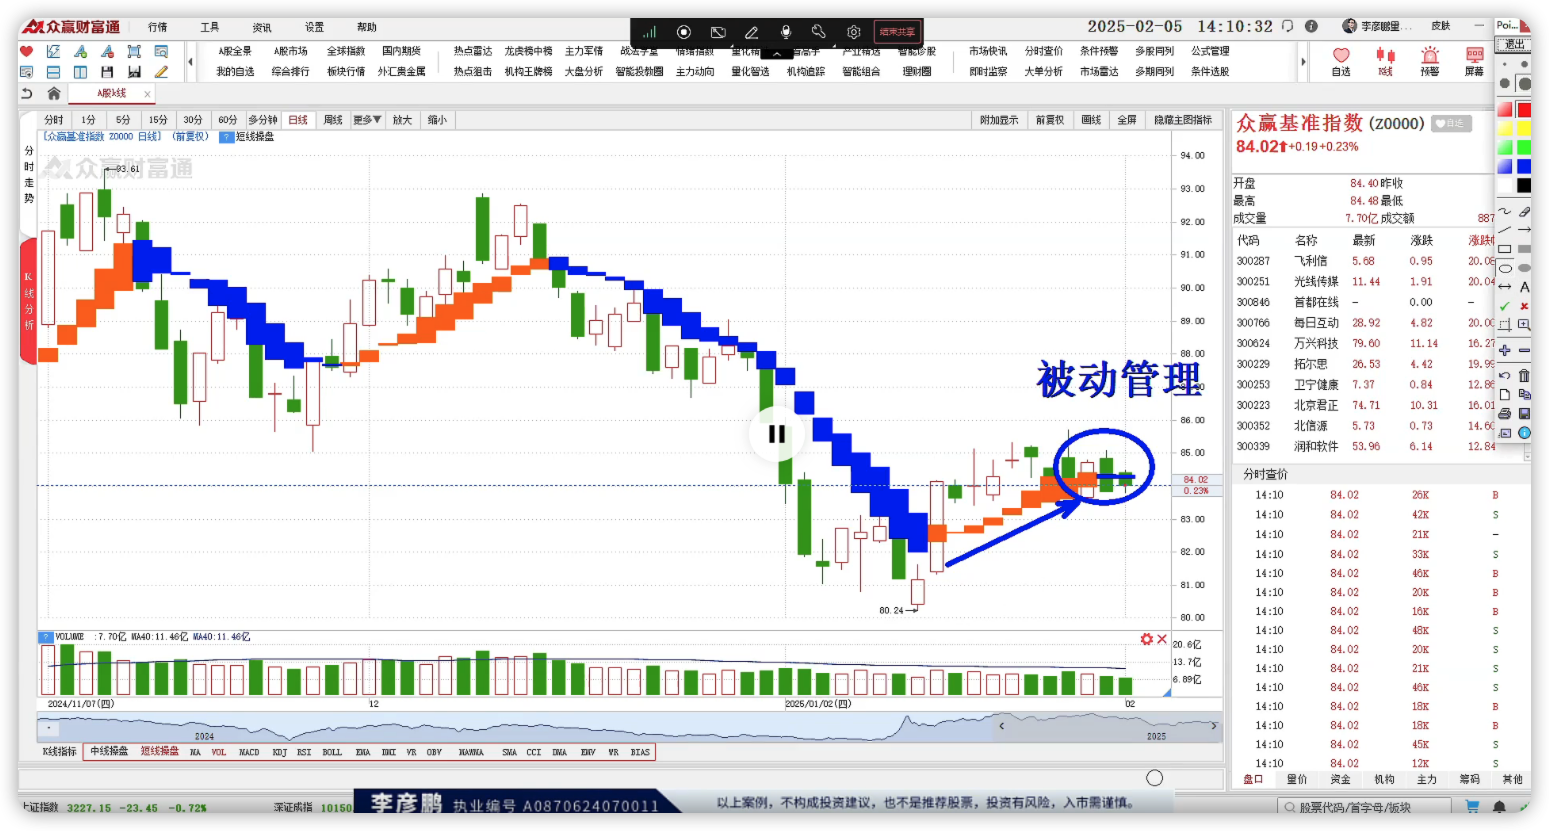 众赢财富通 行情 工具 资讯 设置 帮助
结束共享
2025-02-05 14:10:32 李彦鹏里... 皮肤
Poi...
退出
A股全景 A股市场 全球指数 国内期货 热点雷达 龙虎榜中榜 主力军情 战法学堂 情绪指数 市场快讯 分时查价 条件预警 多股同列 公式管理
我的自选 综合排行 板块行情 外汇贵金属 热点狙击 机构王牌榜 大盘分析 智能投教圈 主力动向 量化智选 机构追踪 智能组合 理财圈 即时监察 大单分析 市场雷达 多期同列 条件选股
自选 K线 预警 屏幕
A股k线
分时 1分 5分 15分 30分 60分 多分钟 日线 周线 更多▼ 放大 缩小 附加显示 前复权 画线 全屏 隐藏主图指标
[众赢基准指数 Z0000 日线] (前复权) ? 短线操盘
众赢财富通
分时走势
K线分析
93.61
94.00
93.00
92.00
91.00
90.00
89.00
88.00
87.00
86.00
85.00
84.02
0.23%
83.00
82.00
81.00
80.00
80.24
被动管理
? VOLUME :7.70亿 MA40:11.46亿 MA40:11.46亿
20.6亿
13.7亿
6.89亿
2024/11/07(四) 12 2025/01/02(四) 02
2024 2025
K线指标 中线操盘 短线操盘 MA VOL MACD KDJ RSI BOLL EMA DMI VR OBV MAMMA SMA CCI DMA EMV WR BIAS
众赢基准指数 (Z0000) 自选
84.02 +0.19 +0.23%
开盘 84.40 昨收
最高 84.48 最低
成交量 7.70亿 成交额 887
代码 名称 最新 涨跌 涨跌
300287 飞利信 5.68 0.95 20.08
300251 光线传媒 11.44 1.91 20.04
300846 首都在线 - 0.00 -
300766 每日互动 28.92 4.82 20.00
300624 万兴科技 79.60 11.14 16.27
300229 拓尔思 26.53 4.42 19.99
300253 卫宁健康 7.37 0.84 12.86
300223 北京君正 74.71 10.31 16.01
300352 北信源 5.73 0.73 14.60
300339 润和软件 53.96 6.14 12.84
分时查价
14:10 84.02 26K B
14:10 84.02 42K S
14:10 84.02 21K -
14:10 84.02 33K S
14:10 84.02 46K B
14:10 84.02 20K B
14:10 84.02 16K B
14:10 84.02 48K S
14:10 84.02 20K S
14:10 84.02 21K S
14:10 84.02 46K S
14:10 84.02 18K B
14:10 84.02 18K B
14:10 84.02 45K S
14:10 84.02 12K S
盘口 量价 资金 机构 主力 筹码 其他
上证指数 3227.15 -23.45 -0.72% 深证成指 10150
李彦鹏 执业编号 A0870624070011
以上案例，不构成投资建议，也不是推荐股票，投资有风险，入市需谨慎。
股票代码/首字母/板块